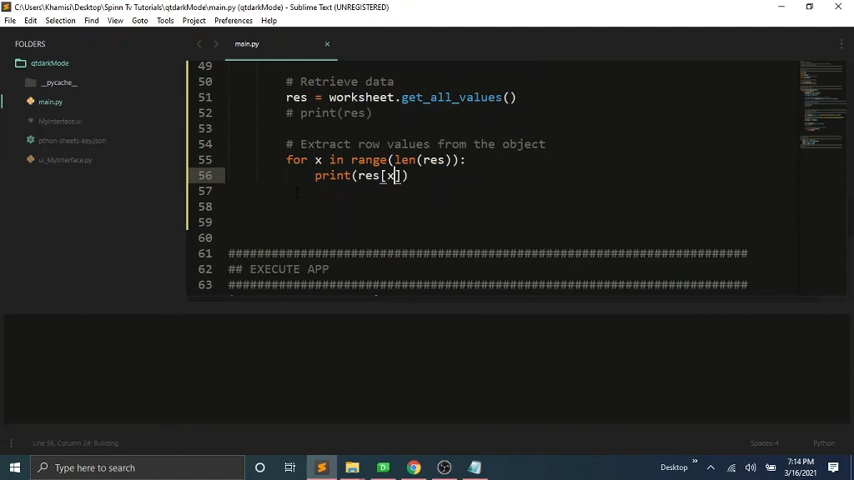 C:\Users\Khamisi\Desktop\Spinn Tv Tutorials\qtdarkMode\main.py (qtdarkMode) - Sublime Text (UNREGISTERED)
File Edit Selection Find View Goto Tools Project Preferences Help
FOLDERS
qtdarkMode
__pycache__
main.py
MyInterface.ui
pthon-sheets-key.json
ui_MyInterface.py
main.py
49
50 # Retrieve data
51 res = worksheet.get_all_values()
52 # print(res)
53
54 # Extract row values from the object
55 for x in range(len(res)):
56 print(res[x])
57
58
59
60
61 ########################################################################
62 ## EXECUTE APP
63 ########################################################################
Line 56, Column 24; Building
Spaces: 4
Python
Type here to search
Desktop
7:14 PM
3/16/2021